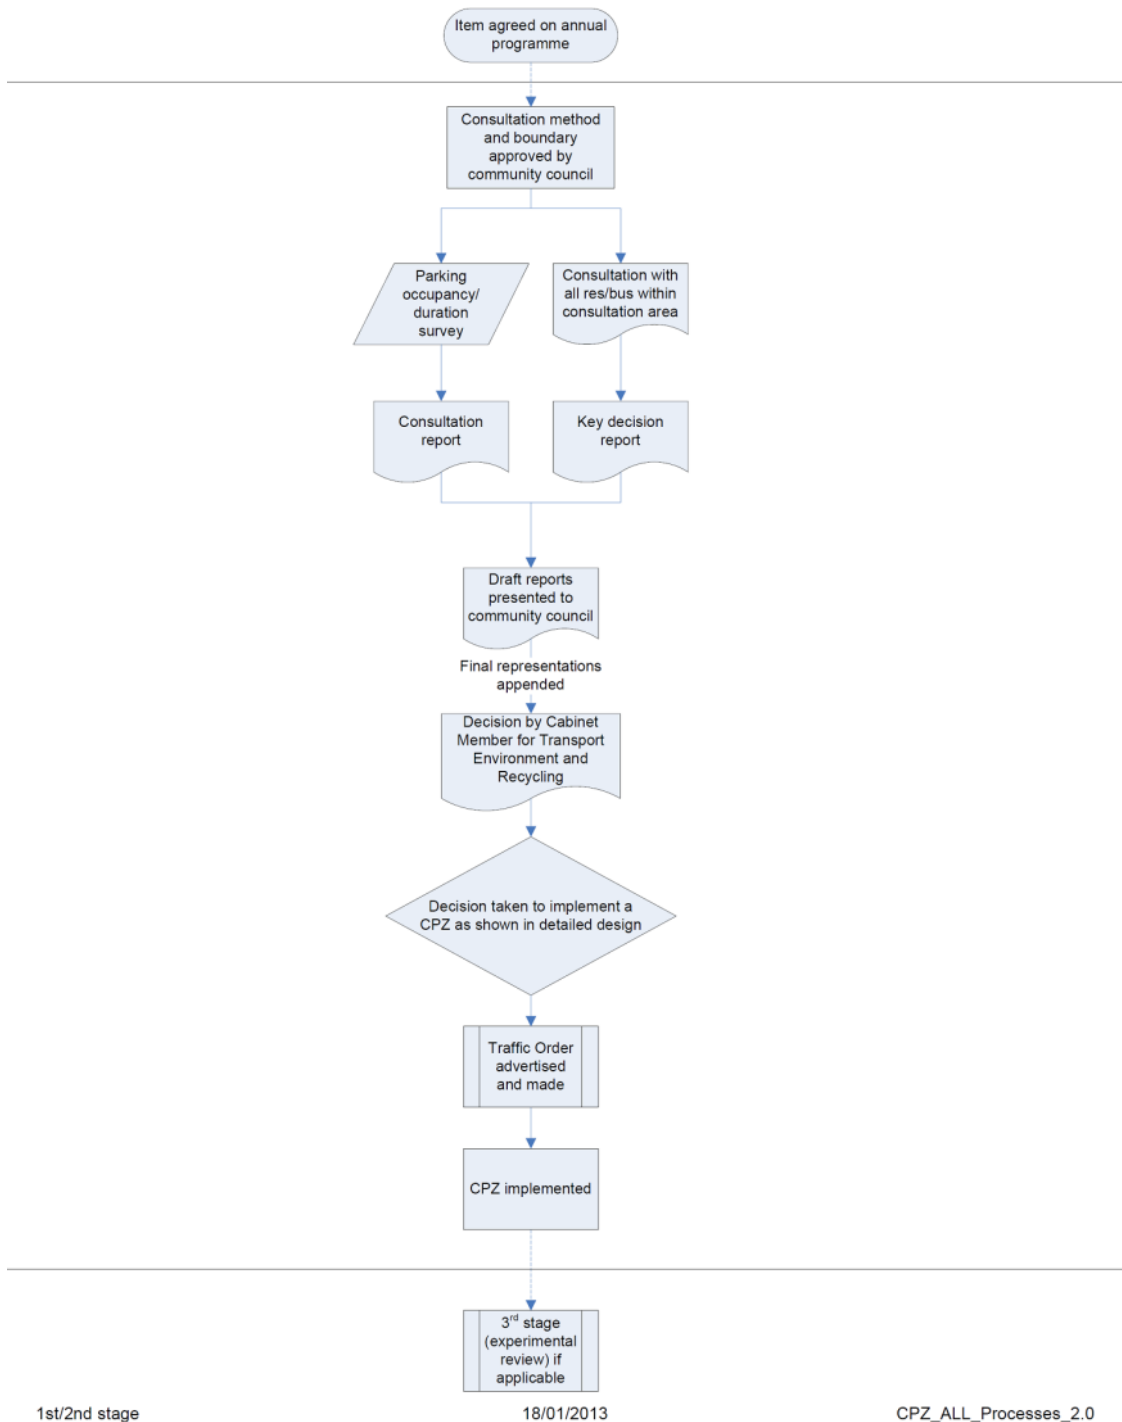 Item agreed on annual
programme
Consultation method
and boundary
approved by
community council
Parking
occupancy/
duration
survey
Consultation with
all res/bus within
consultation area
Consultation
report
Key decision
report
Draft reports
presented to
community council
Final representations
appended
Decision by Cabinet
Member for Transport
Environment and
Recycling
Decision taken to implement a
CPZ as shown in detailed design
Traffic Order
advertised
and made
CPZ implemented
3rd stage
(experimental
review) if
applicable
1st/2nd stage
18/01/2013
CPZ_ALL_Processes_2.0